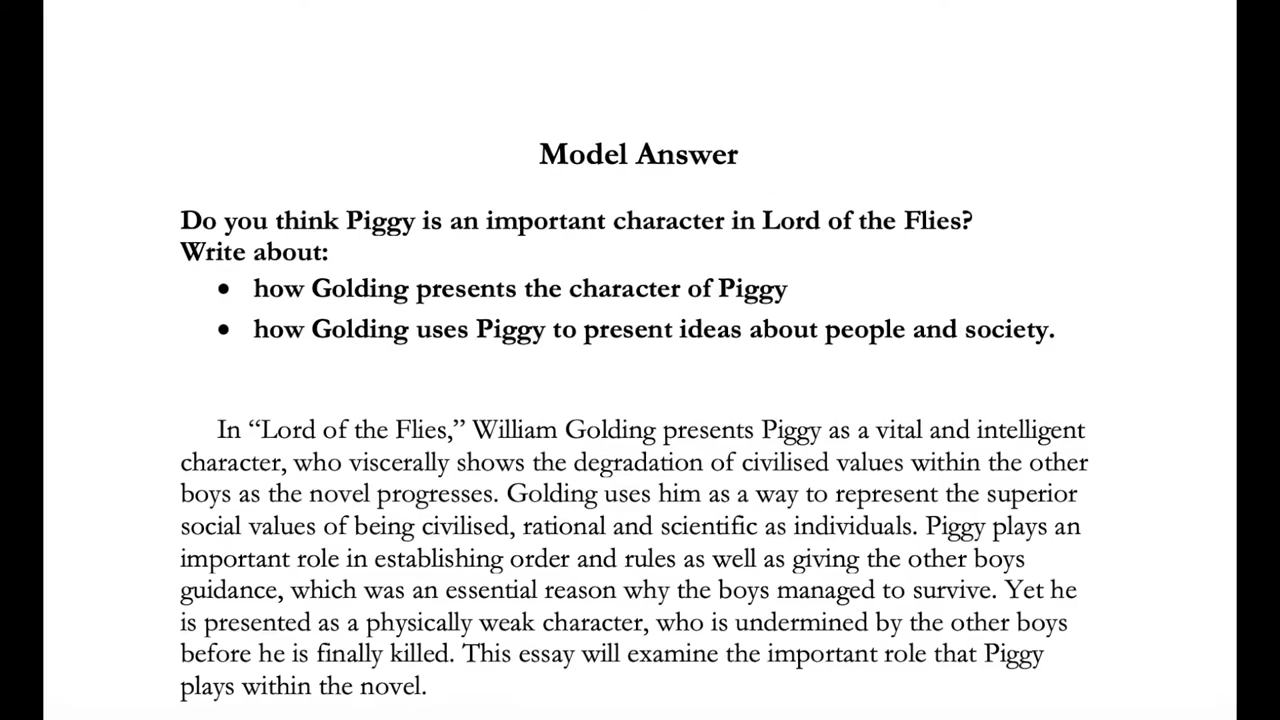 Model Answer
Do you think Piggy is an important character in Lord of the Flies?
Write about:
• how Golding presents the character of Piggy
• how Golding uses Piggy to present ideas about people and society.
In “Lord of the Flies,” William Golding presents Piggy as a vital and intelligent
character, who viscerally shows the degradation of civilised values within the other
boys as the novel progresses. Golding uses him as a way to represent the superior
social values of being civilised, rational and scientific as individuals. Piggy plays an
important role in establishing order and rules as well as giving the other boys
guidance, which was an essential reason why the boys managed to survive. Yet he
is presented as a physically weak character, who is undermined by the other boys
before he is finally killed. This essay will examine the important role that Piggy
plays within the novel.